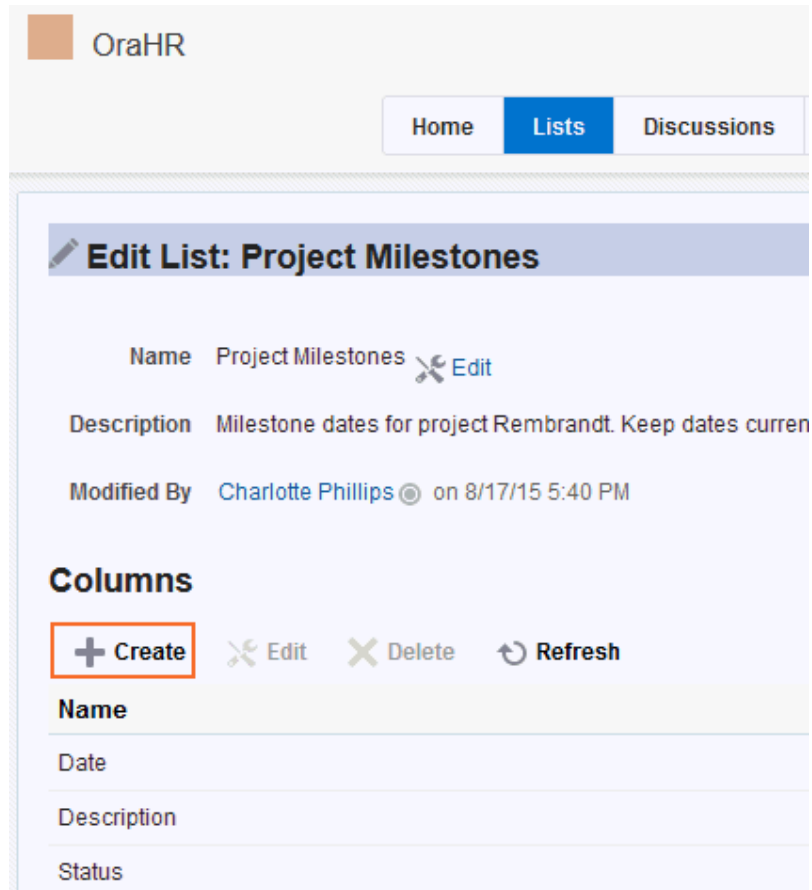 OraHR
Home Lists Discussions
Edit List: Project Milestones
Name Project Milestones Edit
Description Milestone dates for project Rembrandt. Keep dates curren
Modified By Charlotte Phillips on 8/17/15 5:40 PM
Columns
Create Edit Delete Refresh
Name
Date
Description
Status